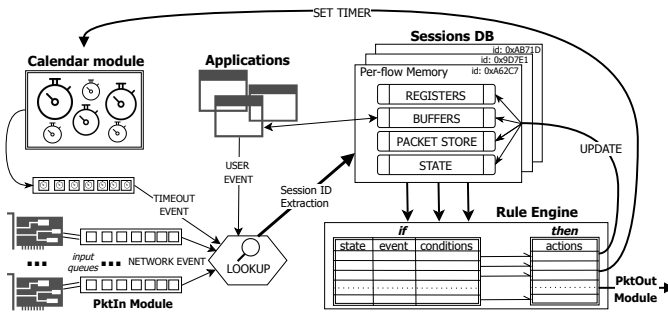 SET TIMER
Sessions DB
id: 0xAB71D
id: 0x9D7E1
id: 0xA62C7
Calendar module
Applications
Per-flow Memory
REGISTERS
BUFFERS
PACKET STORE
STATE
UPDATE
USER
EVENT
TIMEOUT
EVENT
Session ID
Extraction
Rule Engine
if
then
state event conditions
actions
LOOKUP
... input
queues ... NETWORK EVENT
PktIn Module
PktOut
Module